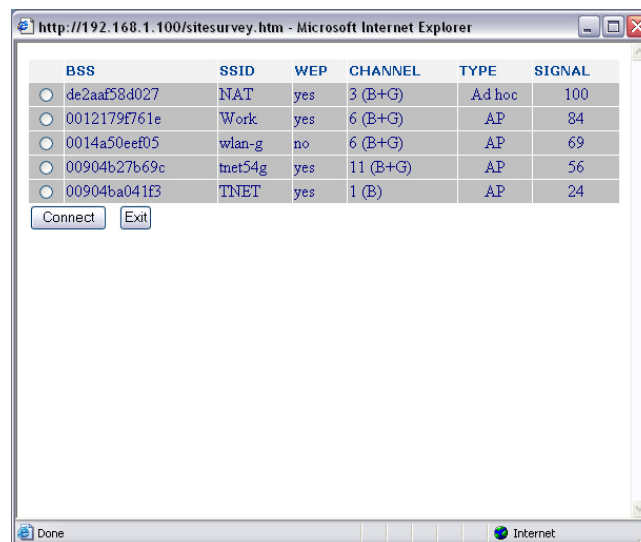 http://192.168.1.100/sitesurvey.htm - Microsoft Internet Explorer
BSS SSID WEP CHANNEL TYPE SIGNAL
de2aaf58d027 NAT yes 3 (B+G) Ad hoc 100
0012179f761e Work yes 6 (B+G) AP 84
0014a50eef05 wlan-g no 6 (B+G) AP 69
00904b27b69c tnet54g yes 11 (B+G) AP 56
00904ba041f3 TNET yes 1 (B) AP 24
Connect Exit
Done Internet